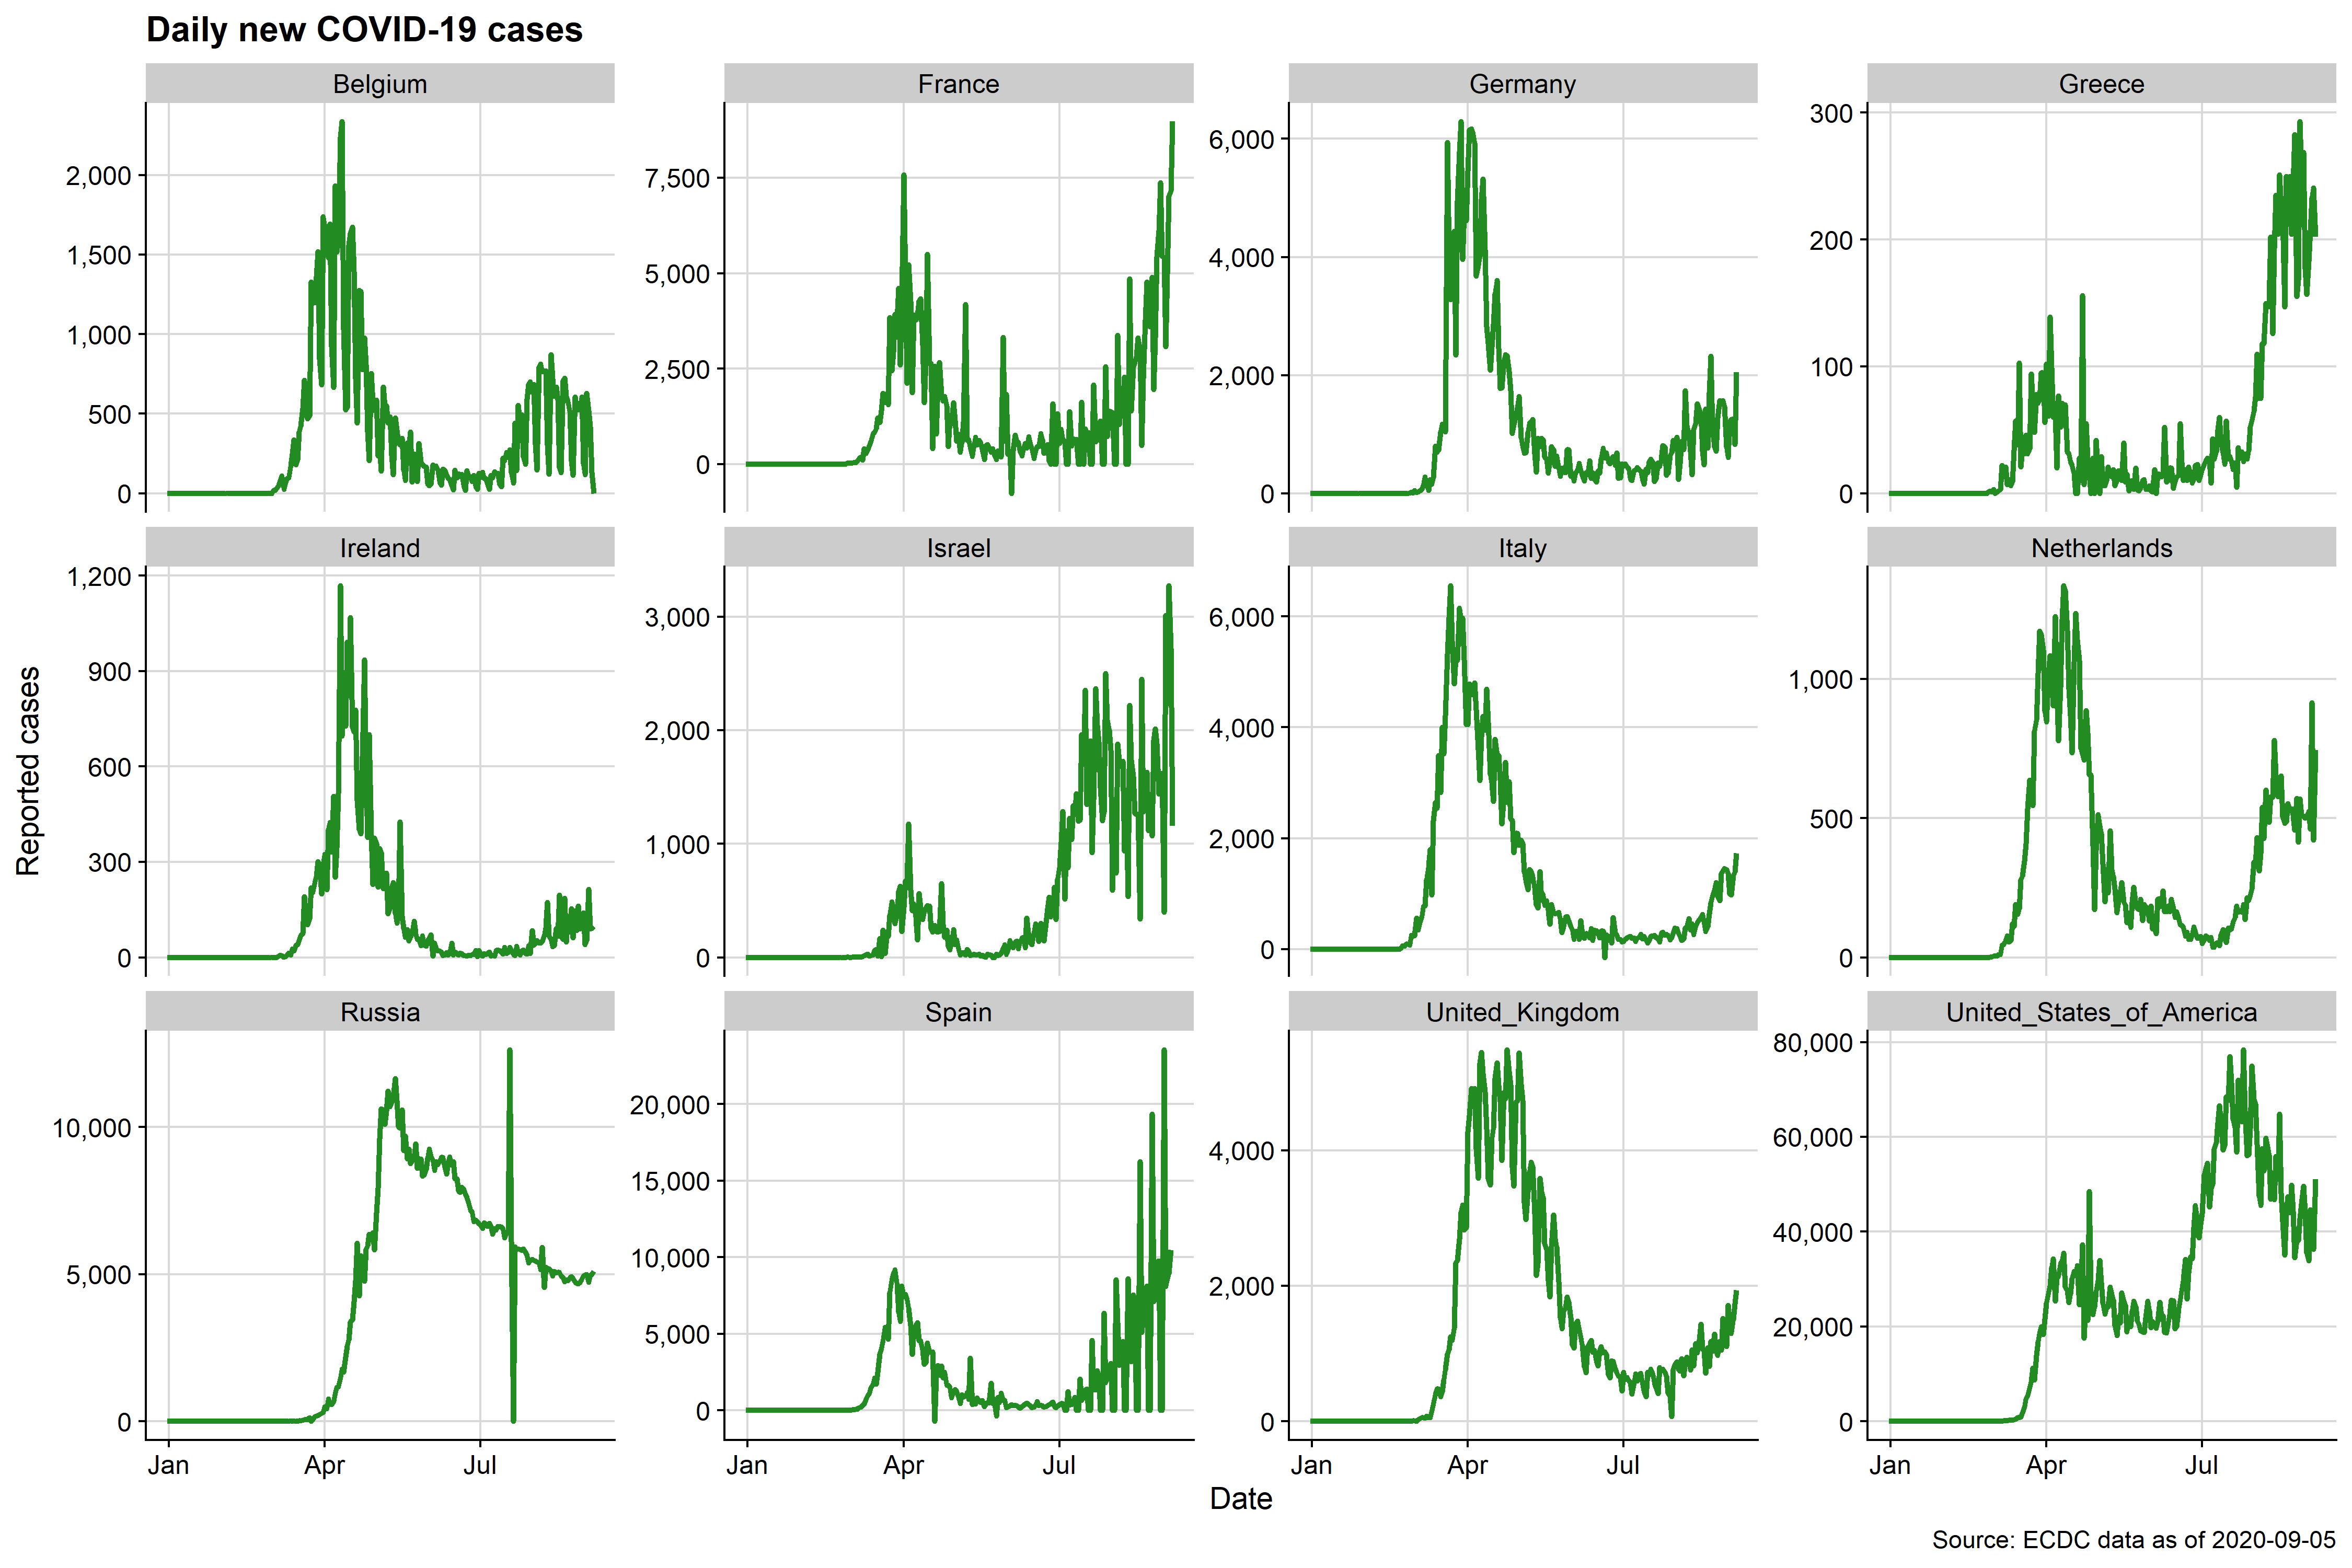 Daily new COVID-19 cases
Belgium
France
Germany
Greece
2,000
1,500
1,000
500
0
7,500
5,000
2,500
0
6,000
4,000
2,000
0
300
200
100
0
Ireland
Israel
Italy
Netherlands
1,200
900
600
300
0
3,000
2,000
1,000
0
6,000
4,000
2,000
0
1,000
500
0
Reported cases
Russia
Spain
United_Kingdom
United_States_of_America
10,000
5,000
0
20,000
15,000
10,000
5,000
0
4,000
2,000
0
80,000
60,000
40,000
20,000
0
Jan Apr Jul
Jan Apr Jul
Jan Apr Jul
Jan Apr Jul
Date
Source: ECDC data as of 2020-09-05